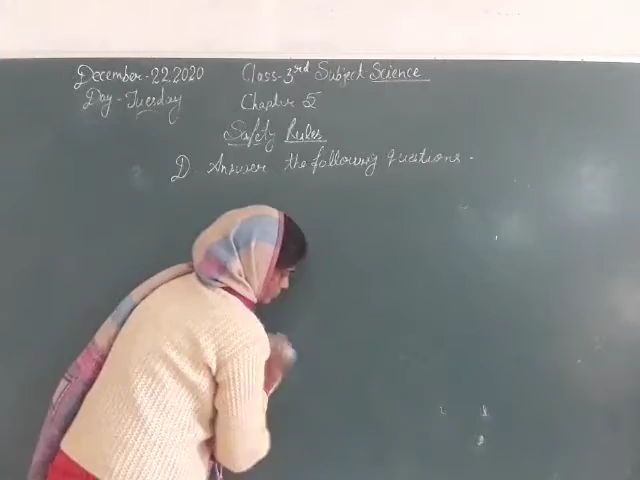 December-22,2020 Class-3rd Subject Science
Day-Tuesday Chapter 5
Safety Rules
D Answer the following questions.